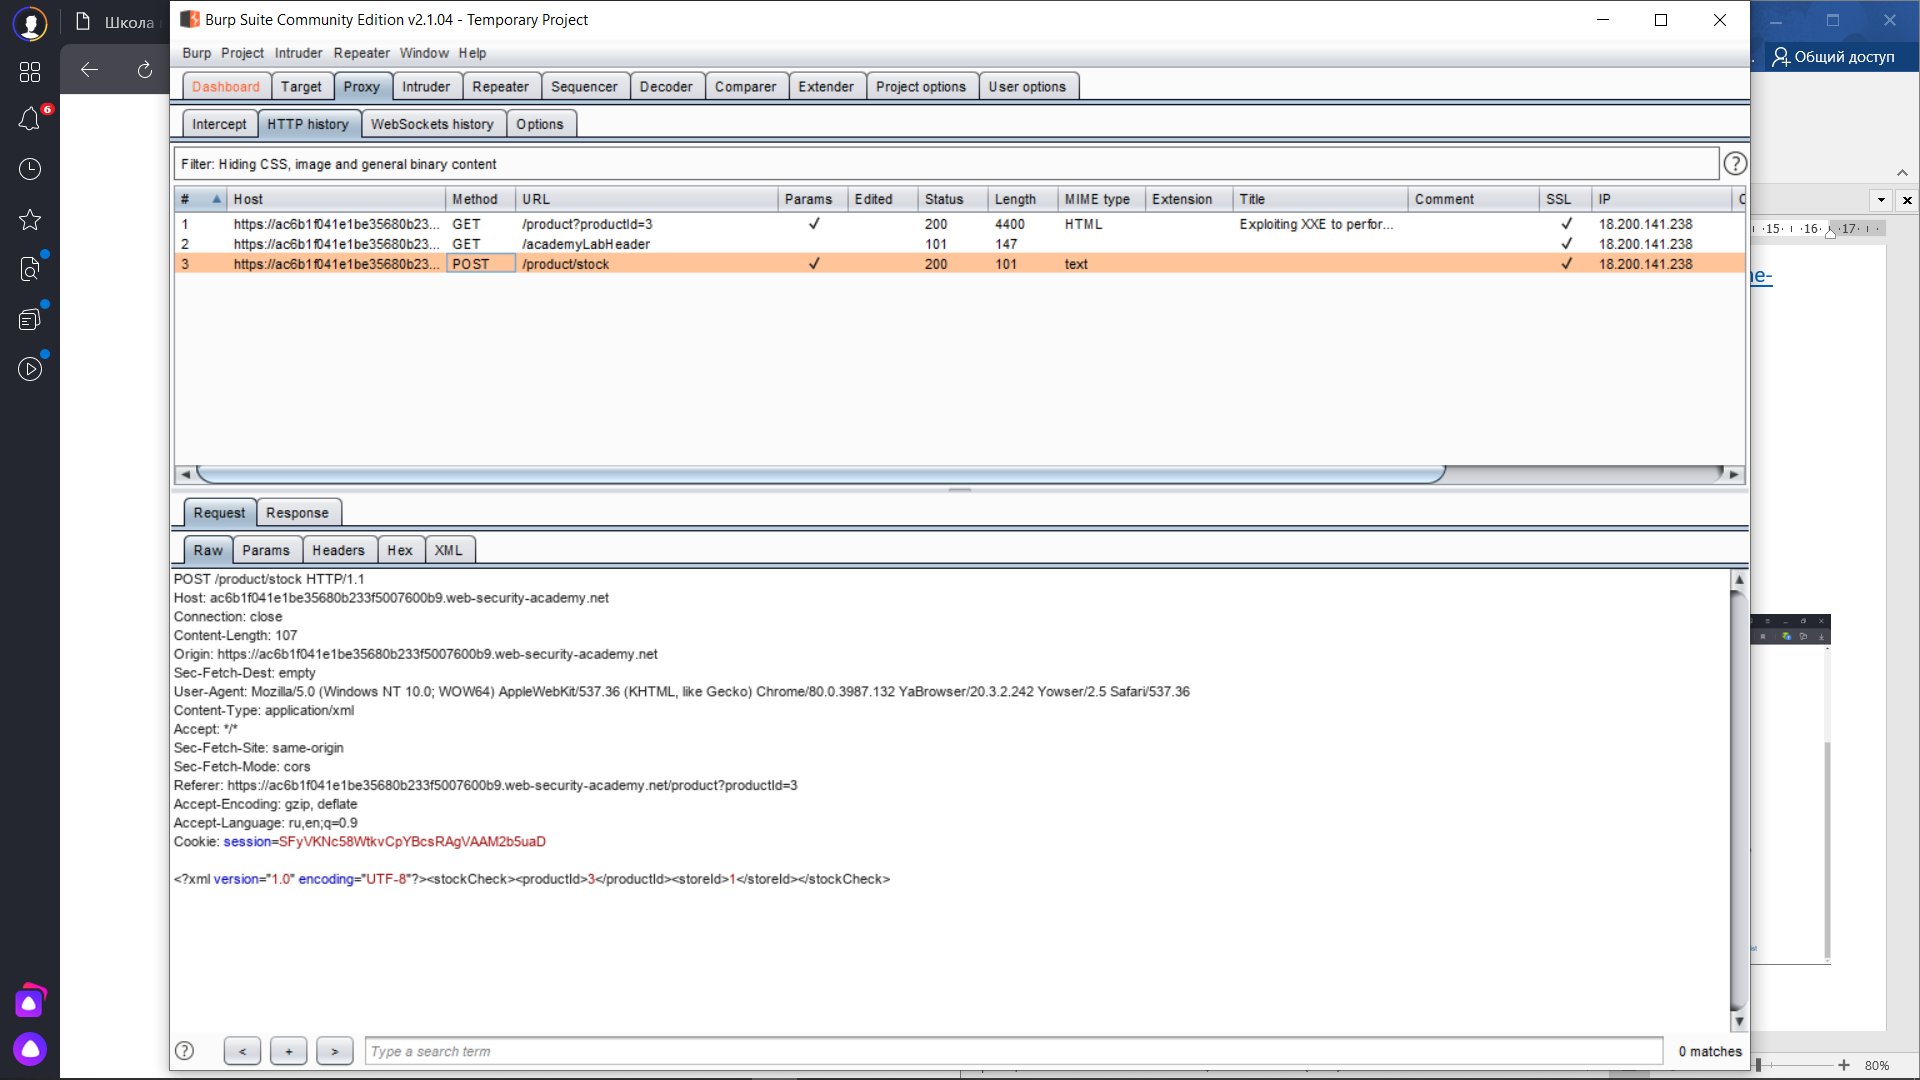 Школа
Burp Suite Community Edition v2.1.04 - Temporary Project
Burp Project Intruder Repeater Window Help
Dashboard Target Proxy Intruder Repeater Sequencer Decoder Comparer Extender Project options User options
Общий доступ
6
Intercept HTTP history WebSockets history Options
Filter: Hiding CSS, image and general binary content
?
# Host Method URL Params Edited Status Length MIME type Extension Title Comment SSL IP
1 https://ac6b1f041e1be35680b23... GET /product?productId=3 ✓ 200 4400 HTML Exploiting XXE to perfor... ✓ 18.200.141.238
2 https://ac6b1f041e1be35680b23... GET /academyLabHeader 101 147 ✓ 18.200.141.238
3 https://ac6b1f041e1be35680b23... POST /product/stock ✓ 200 101 text ✓ 18.200.141.238
·15· ·16· ·17·
ne-
Request Response
Raw Params Headers Hex XML
POST /product/stock HTTP/1.1
Host: ac6b1f041e1be35680b233f5007600b9.web-security-academy.net
Connection: close
Content-Length: 107
Origin: https://ac6b1f041e1be35680b233f5007600b9.web-security-academy.net
Sec-Fetch-Dest: empty
User-Agent: Mozilla/5.0 (Windows NT 10.0; WOW64) AppleWebKit/537.36 (KHTML, like Gecko) Chrome/80.0.3987.132 YaBrowser/20.3.2.242 Yowser/2.5 Safari/537.36
Content-Type: application/xml
Accept: */*
Sec-Fetch-Site: same-origin
Sec-Fetch-Mode: cors
Referer: https://ac6b1f041e1be35680b233f5007600b9.web-security-academy.net/product?productId=3
Accept-Encoding: gzip, deflate
Accept-Language: ru,en;q=0.9
Cookie: session=SFyVKNc58WtkvCpYBcsRAgVAAM2b5uaD
<?xml version="1.0" encoding="UTF-8"?><stockCheck><productId>3</productId><storeId>1</storeId></stockCheck>
? < + > Type a search term 0 matches
80%